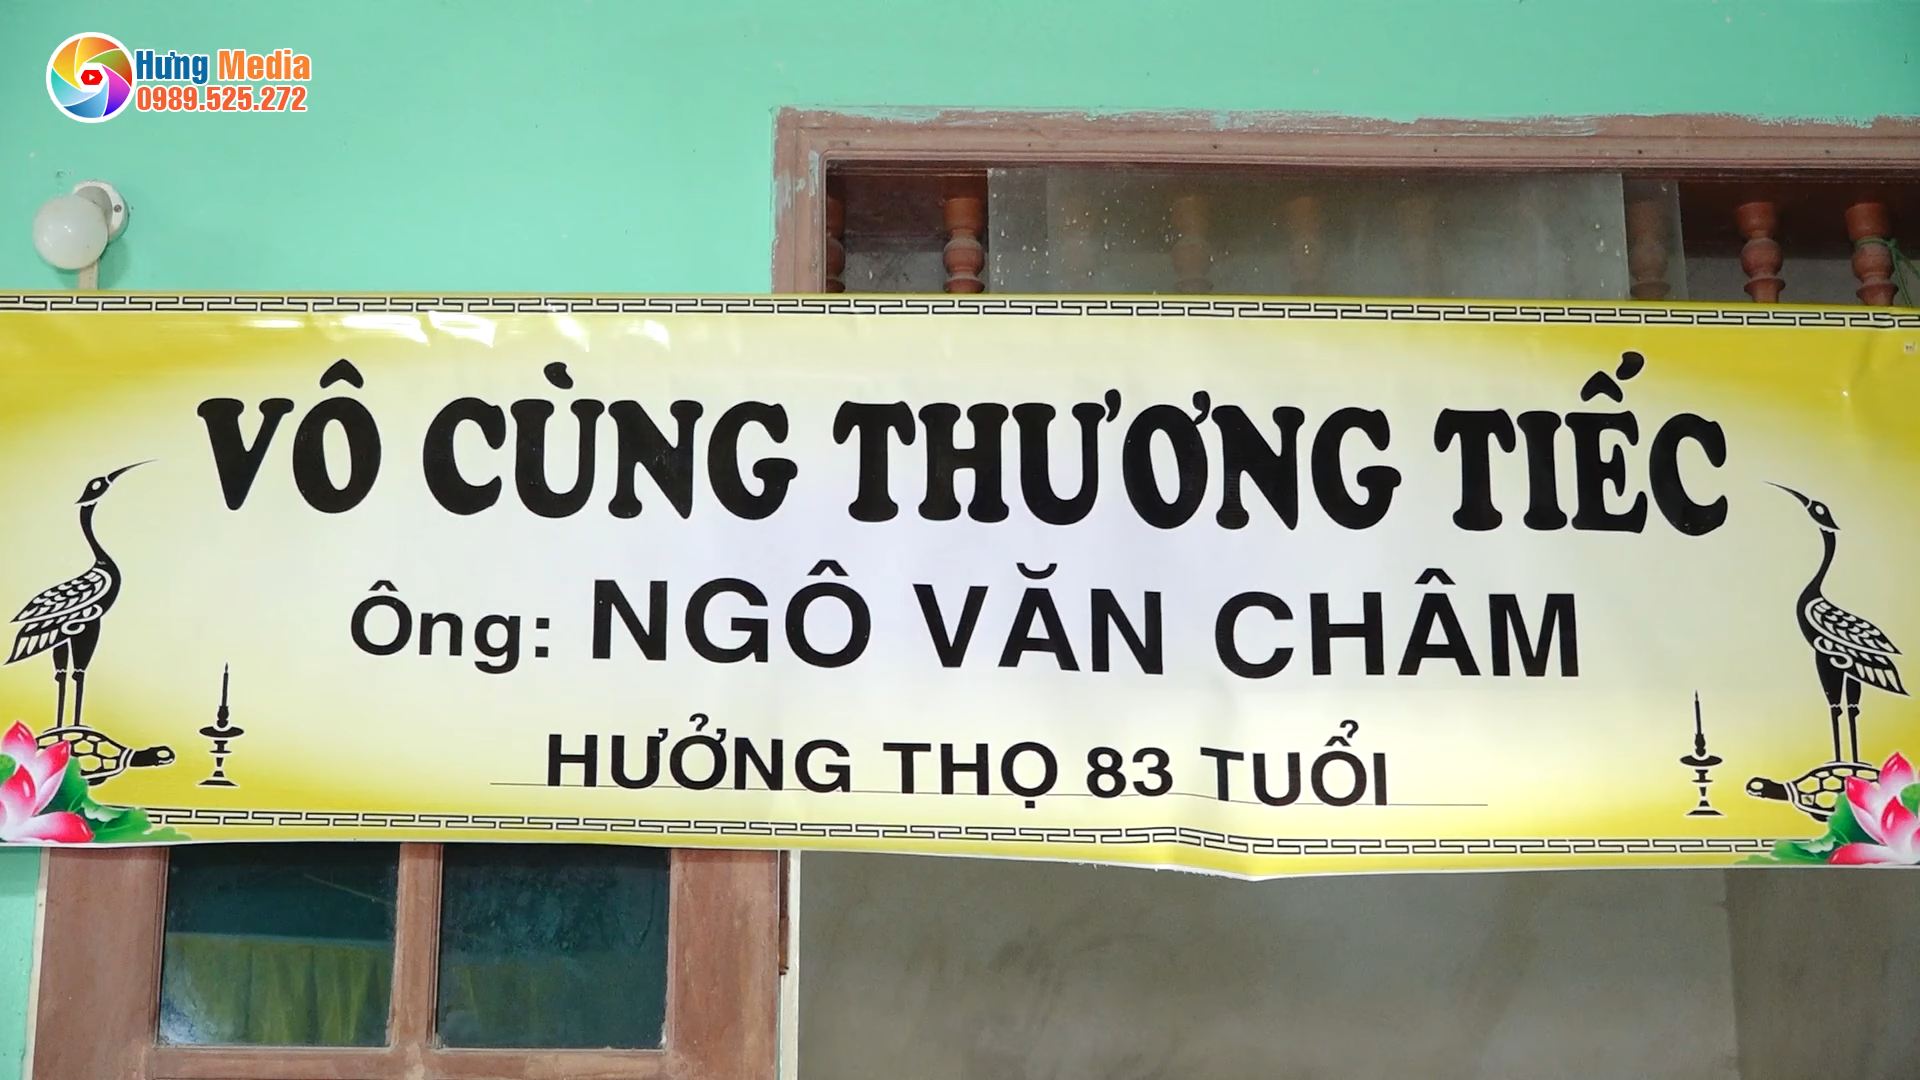 Hưng Media
0989.525.272
VÔ CÙNG THƯƠNG TIẾC
Ông: NGÔ VĂN CHÂM
HƯỞNG THỌ 83 TUỔI